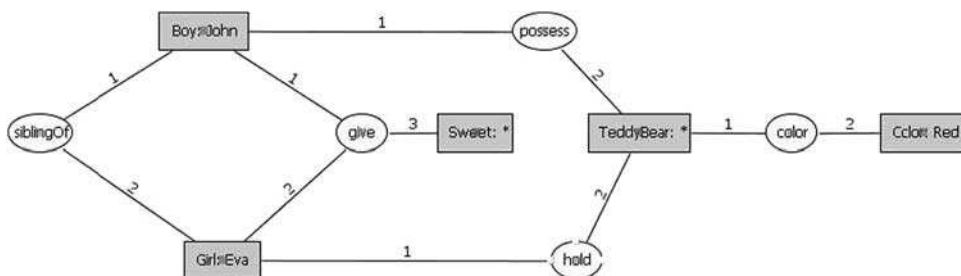 1
Boy: John
possess
1
1
2
siblingOf
give
3
Sweet: *
TeddyBear: *
1
color
2
Color: Red
2
2
2
1
Girl: Eva
hold